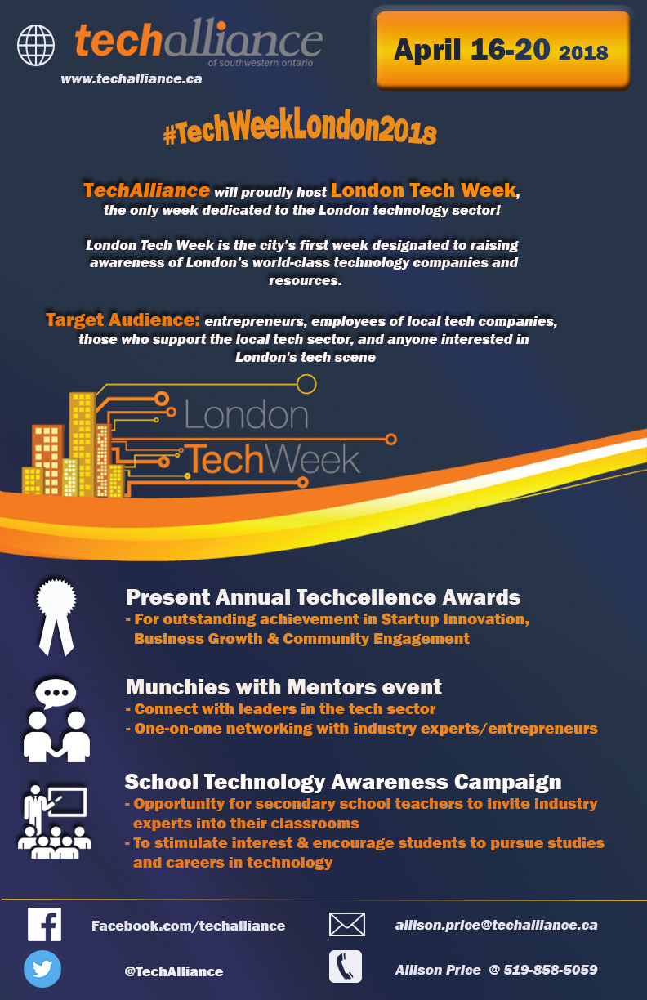 techalliance
of southwestern ontario
www.techalliance.ca
April 16-20 2018
#TechWeekLondon2018
TechAlliance will proudly host London Tech Week,
the only week dedicated to the London technology sector!
London Tech Week is the city's first week designated to raising
awareness of London's world-class technology companies and
resources.
Target Audience: entrepreneurs, employees of local tech companies,
those who support the local tech sector, and anyone interested in
London's tech scene
London
TechWeek
Present Annual Techcellence Awards
- For outstanding achievement in Startup Innovation,
Business Growth & Community Engagement
Munchies with Mentors event
- Connect with leaders in the tech sector
- One-on-one networking with industry experts/entrepreneurs
School Technology Awareness Campaign
- Opportunity for secondary school teachers to invite industry
experts into their classrooms
- To stimulate interest & encourage students to pursue studies
and careers in technology
Facebook.com/techalliance
allison.price@techalliance.ca
@TechAlliance
Allison Price @ 519-858-5059